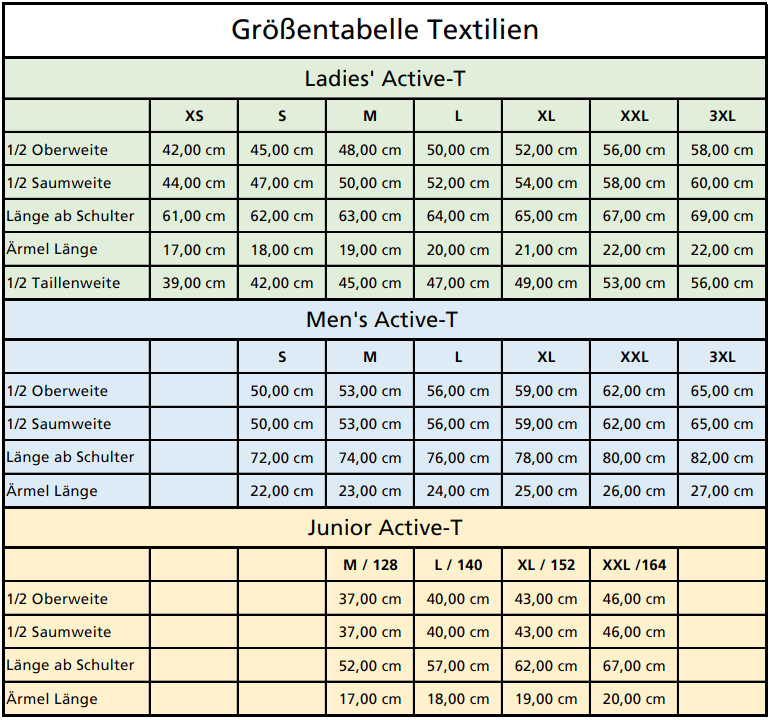 Größentabelle Textilien
Ladies' Active-T
XS S M L XL XXL 3XL
1/2 Oberweite 42,00 cm 45,00 cm 48,00 cm 50,00 cm 52,00 cm 56,00 cm 58,00 cm
1/2 Saumweite 44,00 cm 47,00 cm 50,00 cm 52,00 cm 54,00 cm 58,00 cm 60,00 cm
Länge ab Schulter 61,00 cm 62,00 cm 63,00 cm 64,00 cm 65,00 cm 67,00 cm 69,00 cm
Ärmel Länge 17,00 cm 18,00 cm 19,00 cm 20,00 cm 21,00 cm 22,00 cm 22,00 cm
1/2 Taillenweite 39,00 cm 42,00 cm 45,00 cm 47,00 cm 49,00 cm 53,00 cm 56,00 cm
Men's Active-T
S M L XL XXL 3XL
1/2 Oberweite 50,00 cm 53,00 cm 56,00 cm 59,00 cm 62,00 cm 65,00 cm
1/2 Saumweite 50,00 cm 53,00 cm 56,00 cm 59,00 cm 62,00 cm 65,00 cm
Länge ab Schulter 72,00 cm 74,00 cm 76,00 cm 78,00 cm 80,00 cm 82,00 cm
Ärmel Länge 22,00 cm 23,00 cm 24,00 cm 25,00 cm 26,00 cm 27,00 cm
Junior Active-T
M / 128 L / 140 XL / 152 XXL /164
1/2 Oberweite 37,00 cm 40,00 cm 43,00 cm 46,00 cm
1/2 Saumweite 37,00 cm 40,00 cm 43,00 cm 46,00 cm
Länge ab Schulter 52,00 cm 57,00 cm 62,00 cm 67,00 cm
Ärmel Länge 17,00 cm 18,00 cm 19,00 cm 20,00 cm